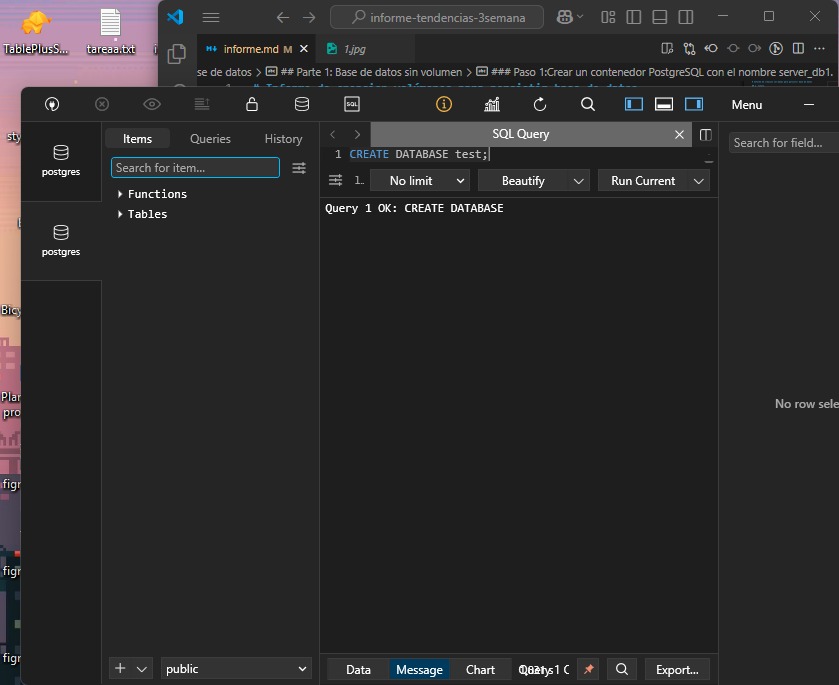 TablePlusS...
tareaa.txt
informe-tendencias-3semana
informe.md M
1.jpg
se de datos > ## Parte 1: Base de datos sin volumen > ### Paso 1:Crear un contenedor PostgreSQL con el nombre server_db1.
SQL
Menu
sty
postgres
Items
Queries
History
SQL Query
Search for field...
Search for item...
1 CREATE DATABASE test;
1..
No limit
Beautify
Run Current
Functions
Tables
Query 1 OK: CREATE DATABASE
postgres
Bicy
Plan
pro
No row sele
figr
figr
figr
public
Data
Message
Chart
Export...